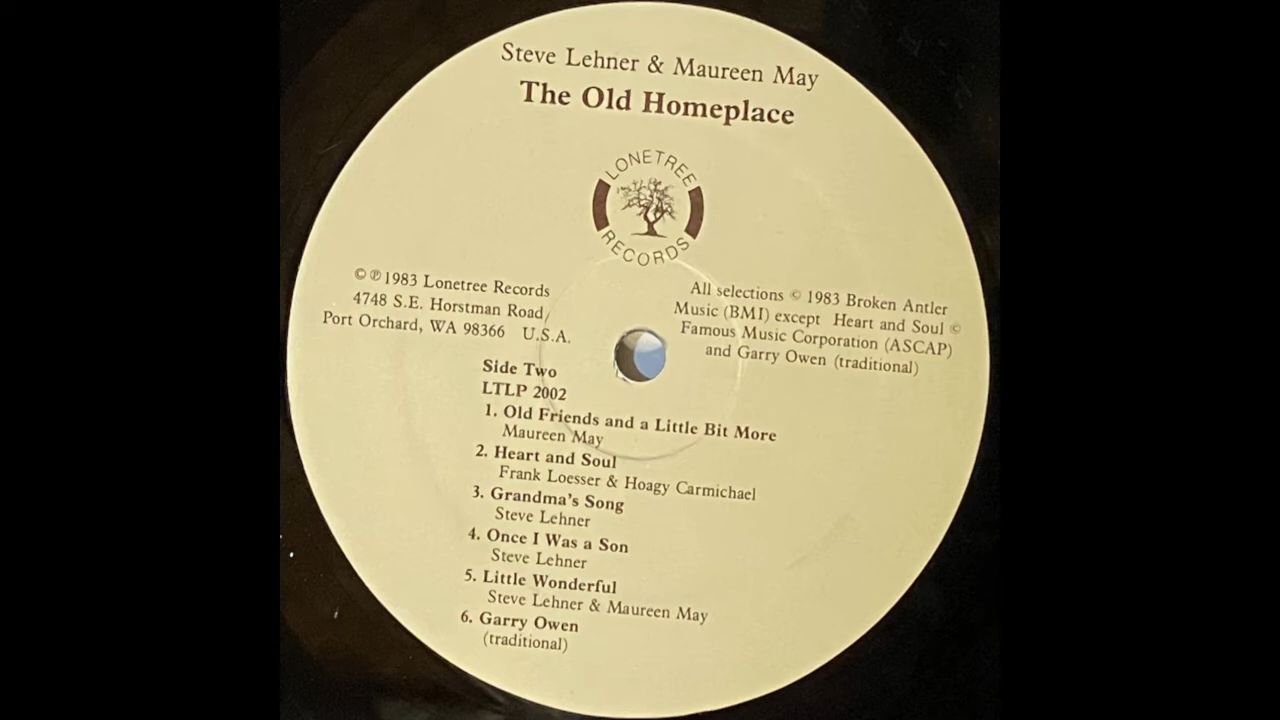 Steve Lehner & Maureen May
The Old Homeplace
LONETREE
RECORDS
©℗1983 Lonetree Records
4748 S.E. Horstman Road,
Port Orchard, WA 98366 U.S.A.
All selections © 1983 Broken Antler
Music (BMI) except Heart and Soul ©
Famous Music Corporation (ASCAP)
and Garry Owen (traditional)
Side Two
LTLP 2002
1. Old Friends and a Little Bit More
Maureen May
2. Heart and Soul
Frank Loesser & Hoagy Carmichael
3. Grandma's Song
Steve Lehner
4. Once I Was a Son
Steve Lehner
5. Little Wonderful
Steve Lehner & Maureen May
6. Garry Owen
(traditional)